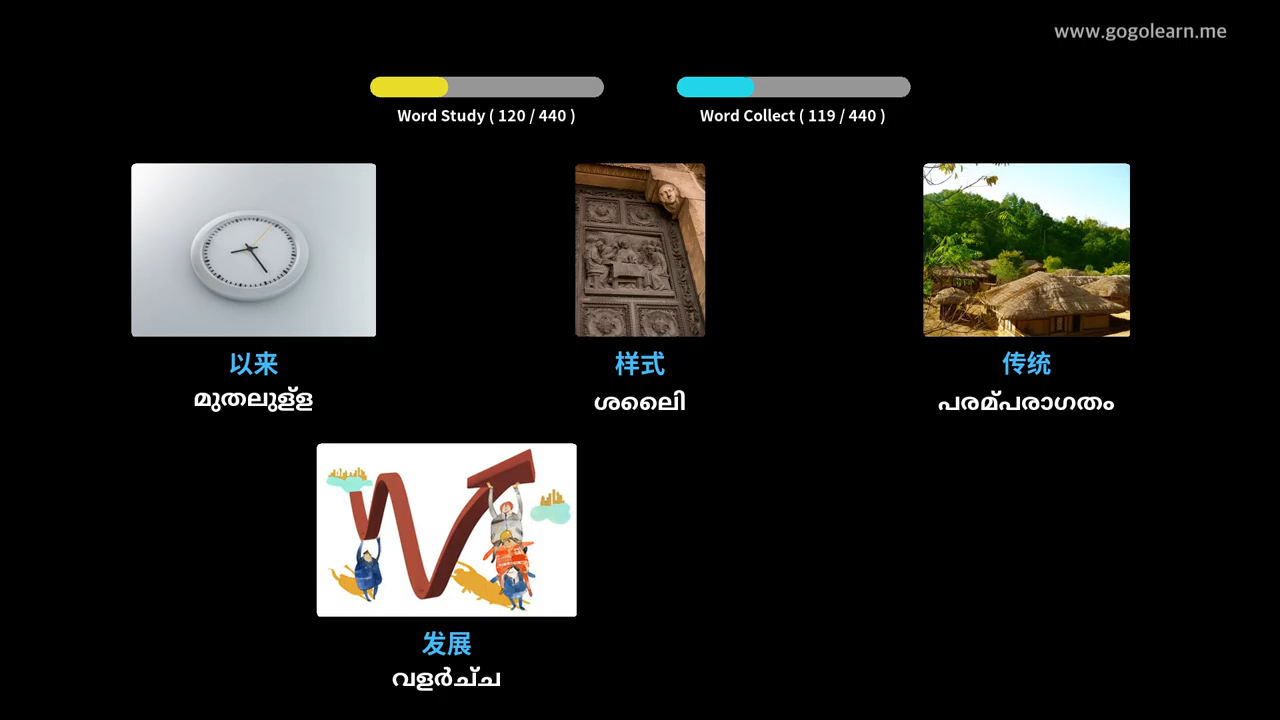 www.gogolearn.me
Word Study ( 120 / 440 )
Word Collect ( 119 / 440 )
以来
样式
传统
മുതലുള്ള
ശൈലി
പരമ്പരാഗതം
发展
വളർച്ച